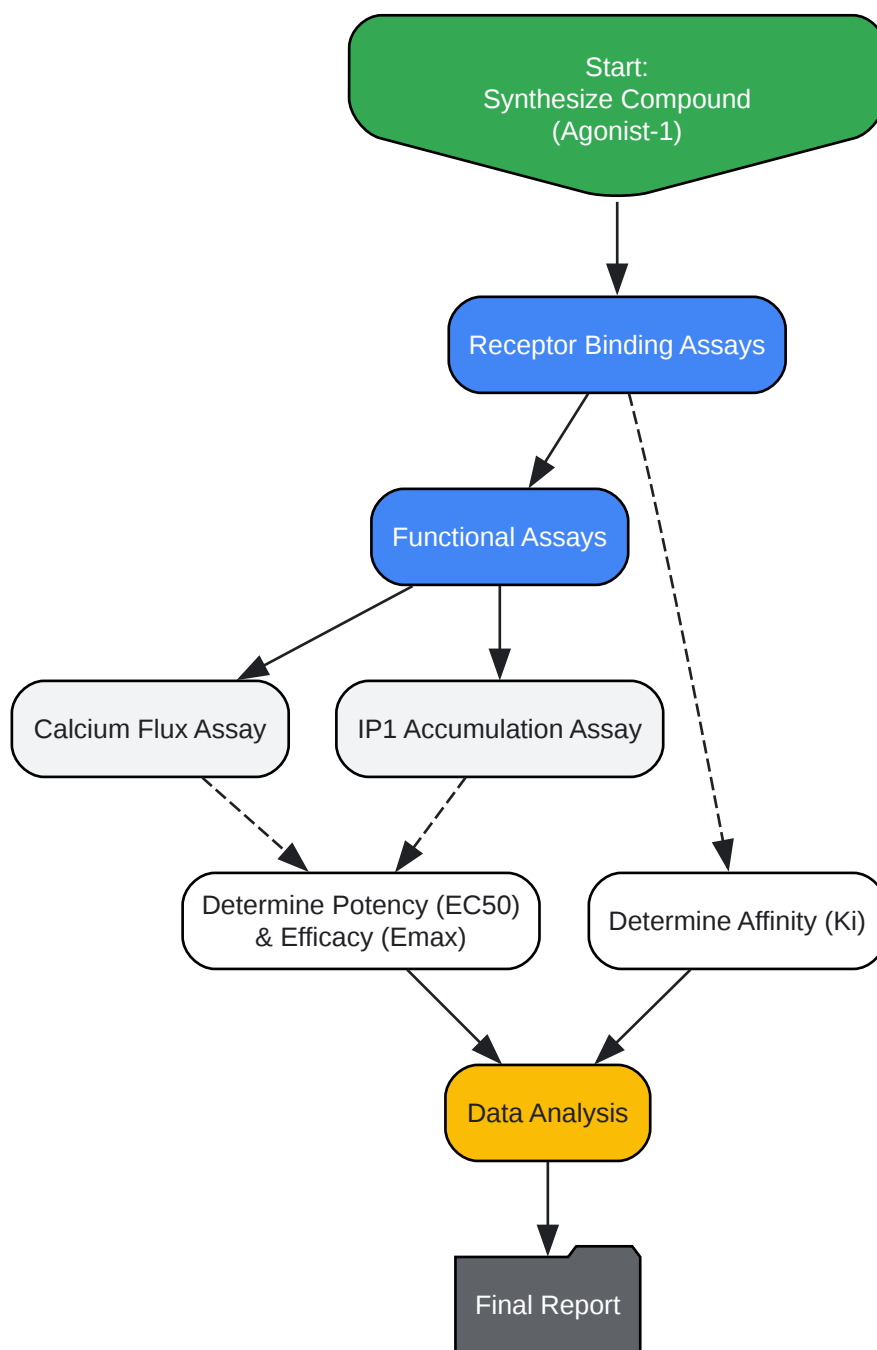 Start:
Synthesize Compound
(Agonist-1)
Receptor Binding Assays
Functional Assays
Calcium Flux Assay
IP1 Accumulation Assay
Determine Potency (EC50)
& Efficacy (Emax)
Determine Affinity (Ki)
Data Analysis
Final Report